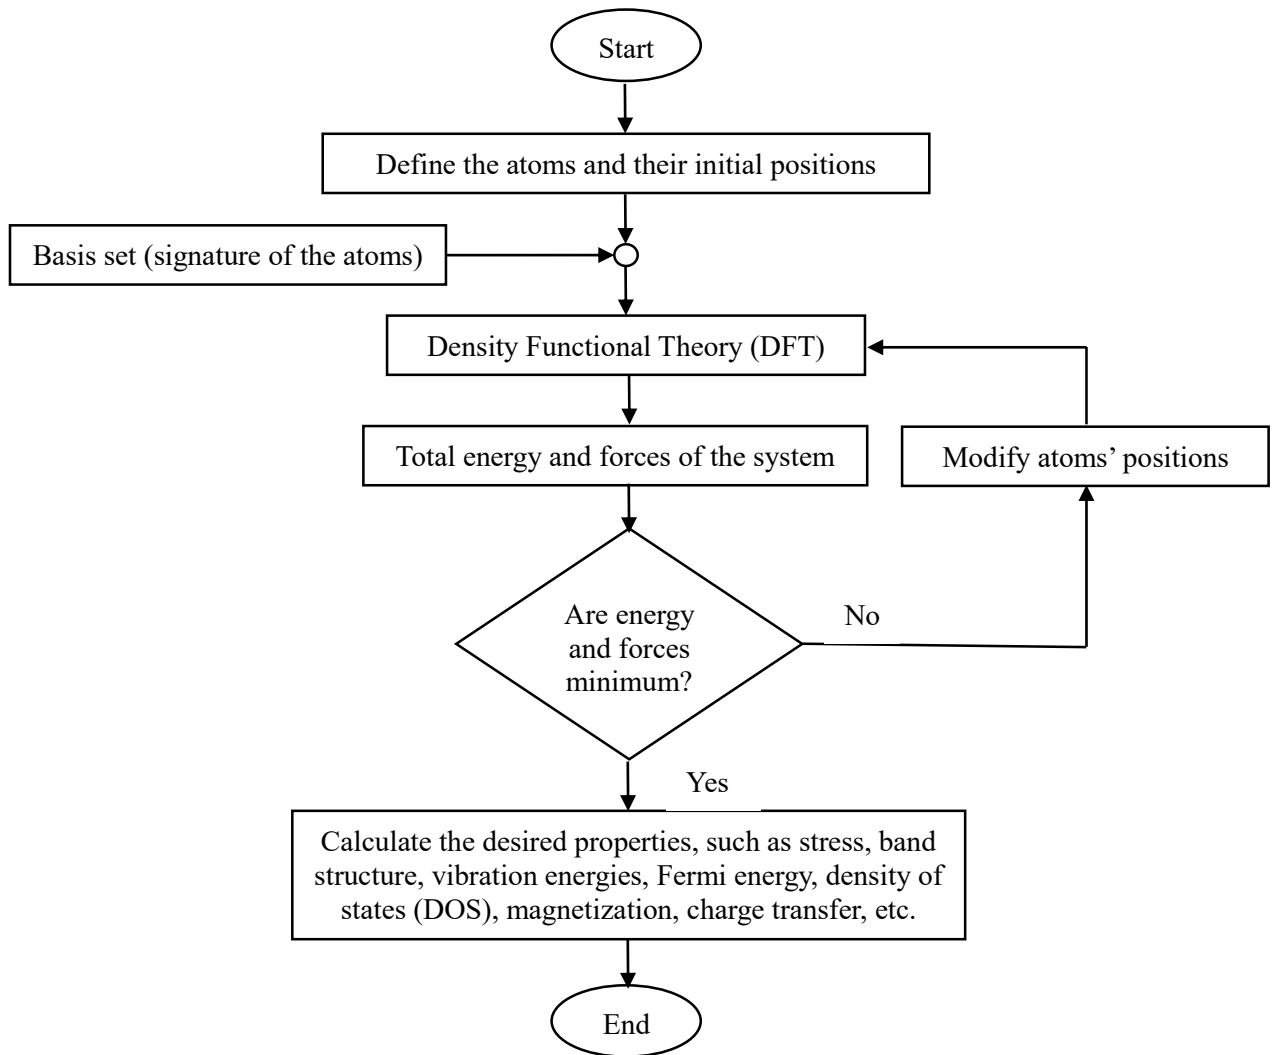 Start
Define the atoms and their initial positions
Basis set (signature of the atoms)
Density Functional Theory (DFT)
Total energy and forces of the system
Modify atoms’ positions
Are energy
and forces
minimum?
No
Yes
Calculate the desired properties, such as stress, band
structure, vibration energies, Fermi energy, density of
states (DOS), magnetization, charge transfer, etc.
End